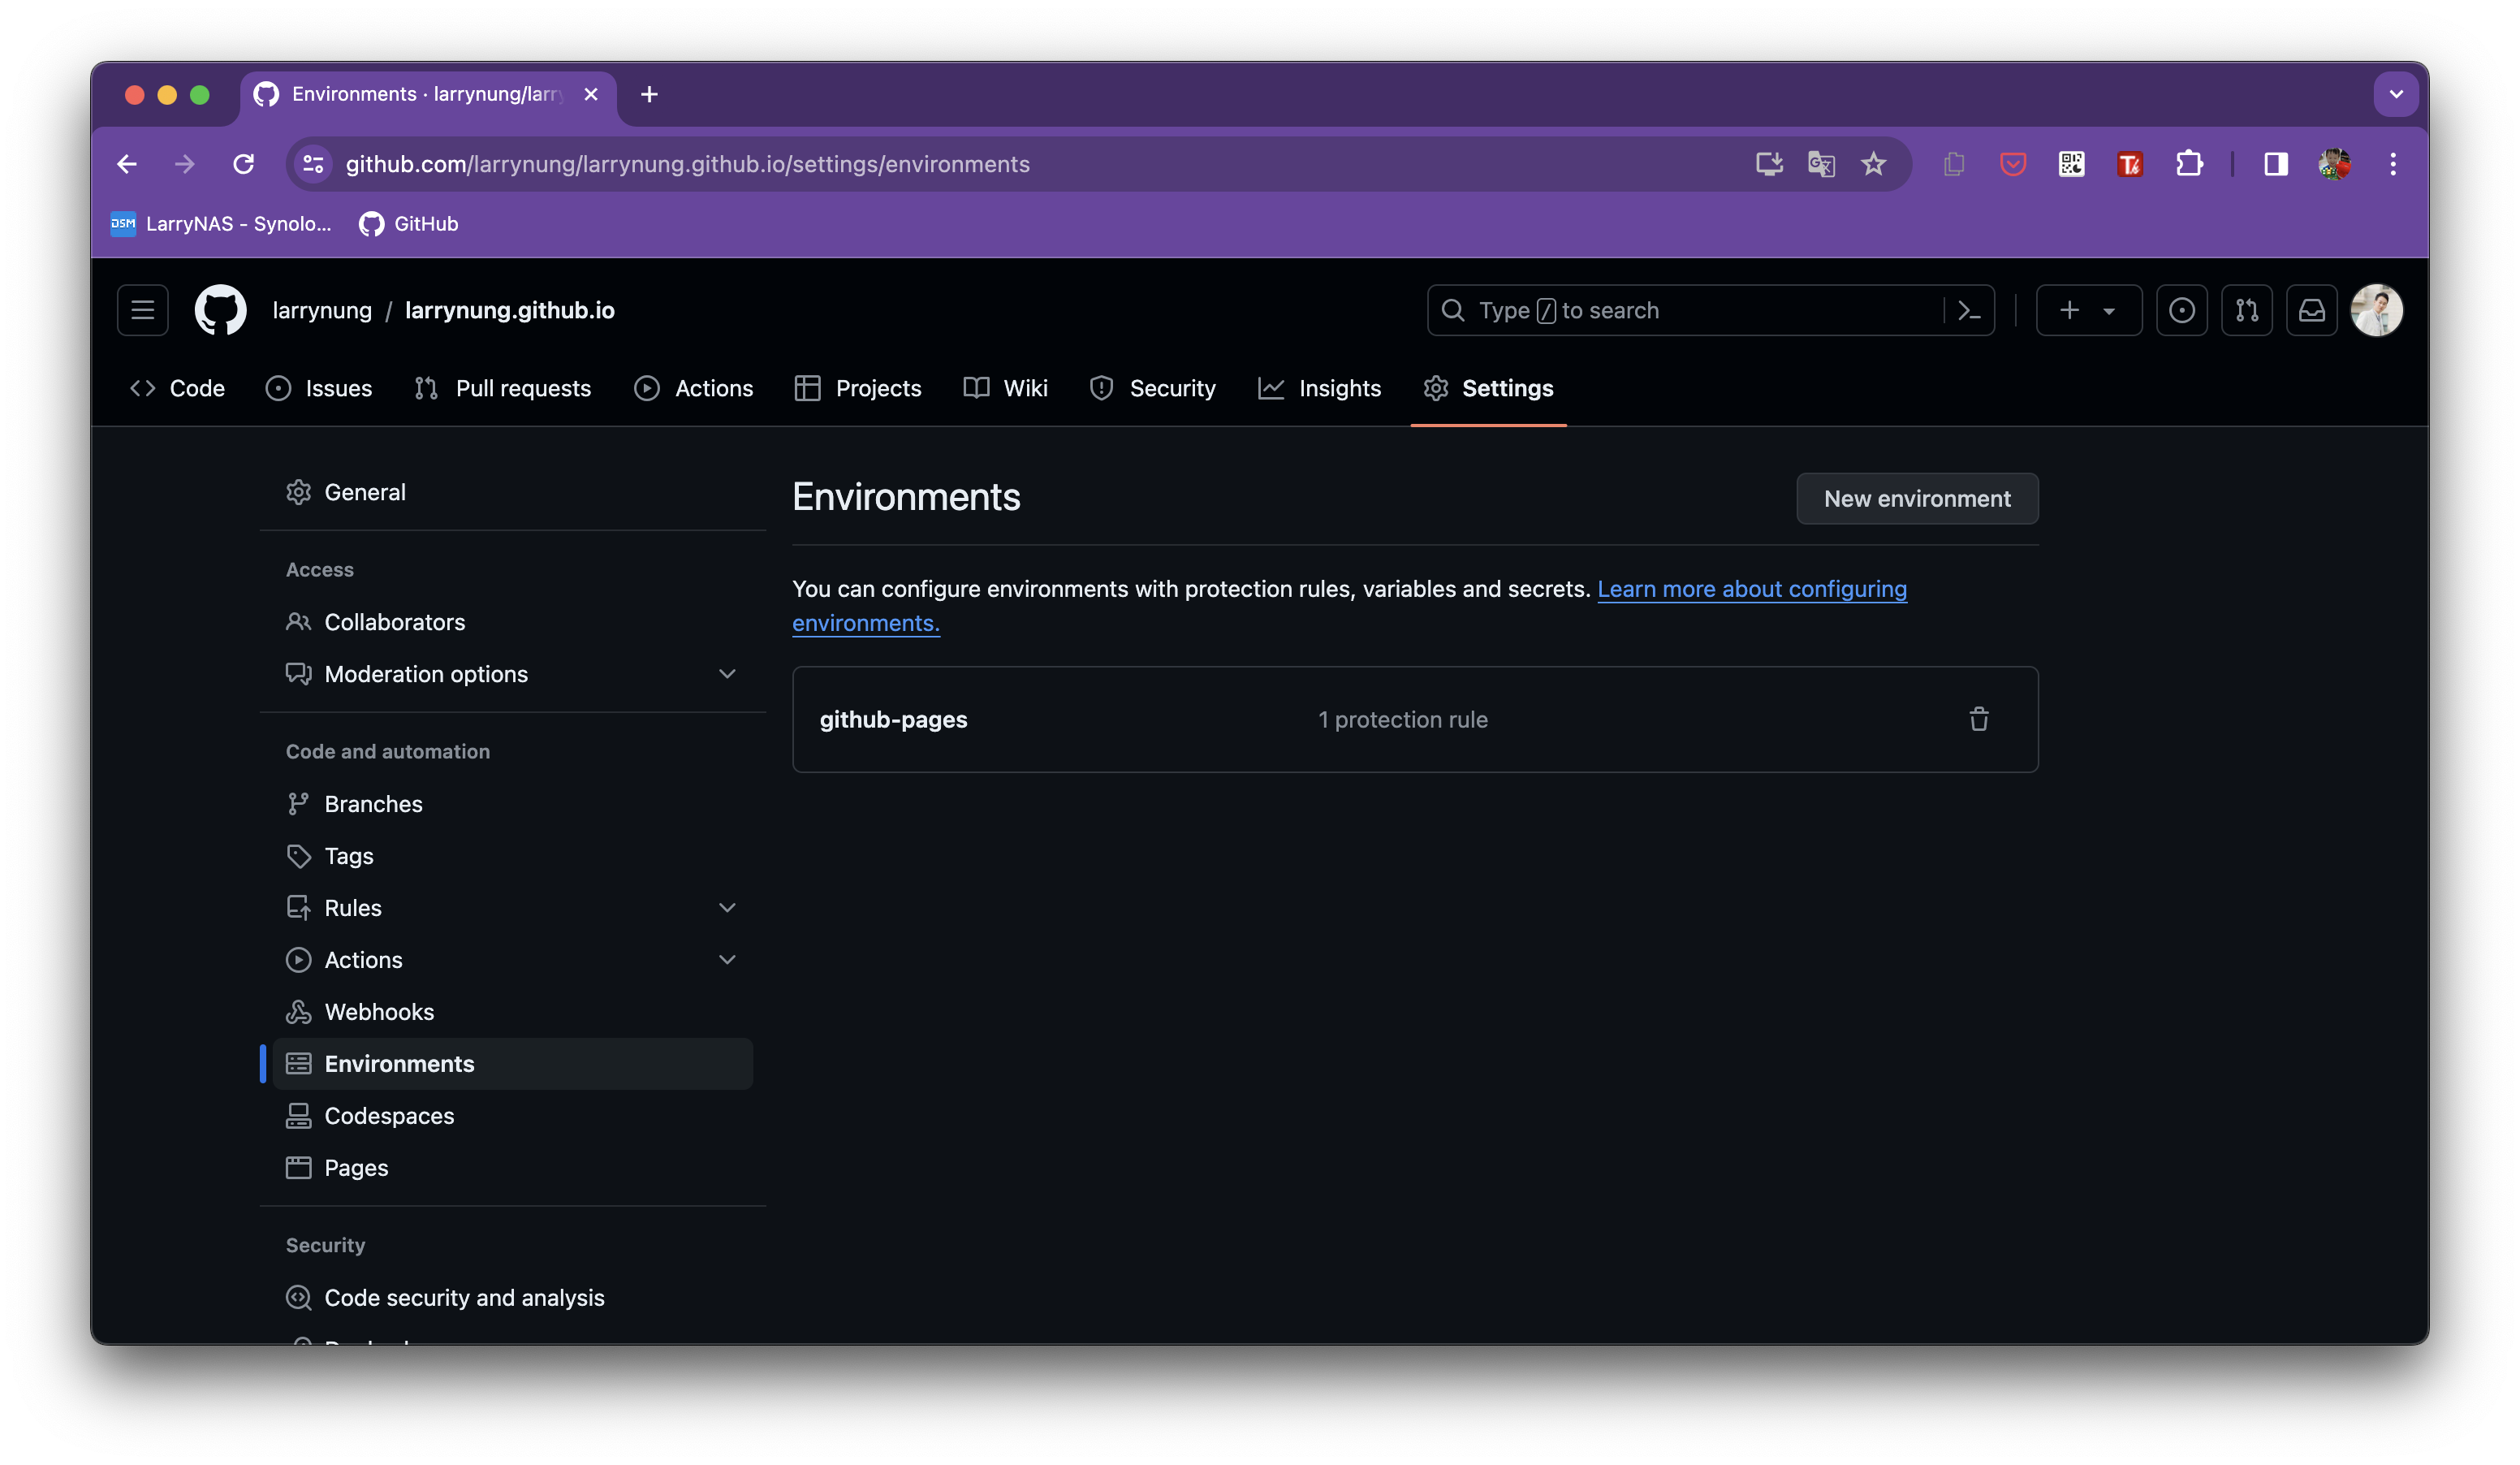 Environments · larrynung/larry
github.com/larrynung/larrynung.github.io/settings/environments
DSM LarryNAS - Synolo... GitHub
larrynung / larrynung.github.io Type / to search
Code Issues Pull requests Actions Projects Wiki Security Insights Settings
General
Access
Collaborators
Moderation options
Code and automation
Branches
Tags
Rules
Actions
Webhooks
Environments
Codespaces
Pages
Security
Code security and analysis
Environments New environment
You can configure environments with protection rules, variables and secrets. Learn more about configuring
environments.
github-pages 1 protection rule